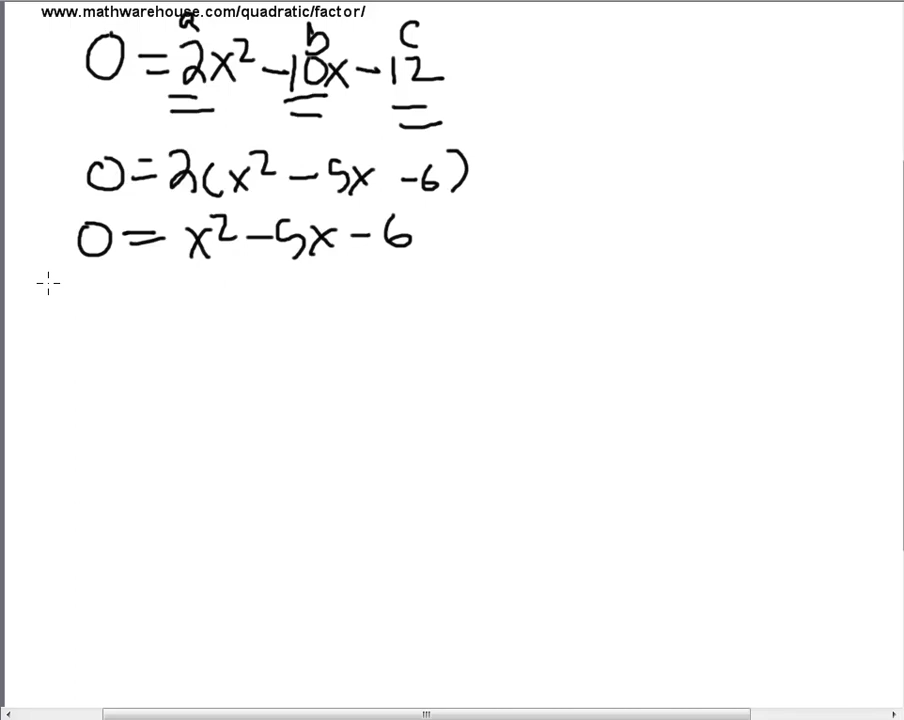 www.mathwarehouse.com/quadratic/factor/
a b c
0 = 2x² - 10x - 12
0 = 2(x² - 5x - 6)
0 = x² - 5x - 6